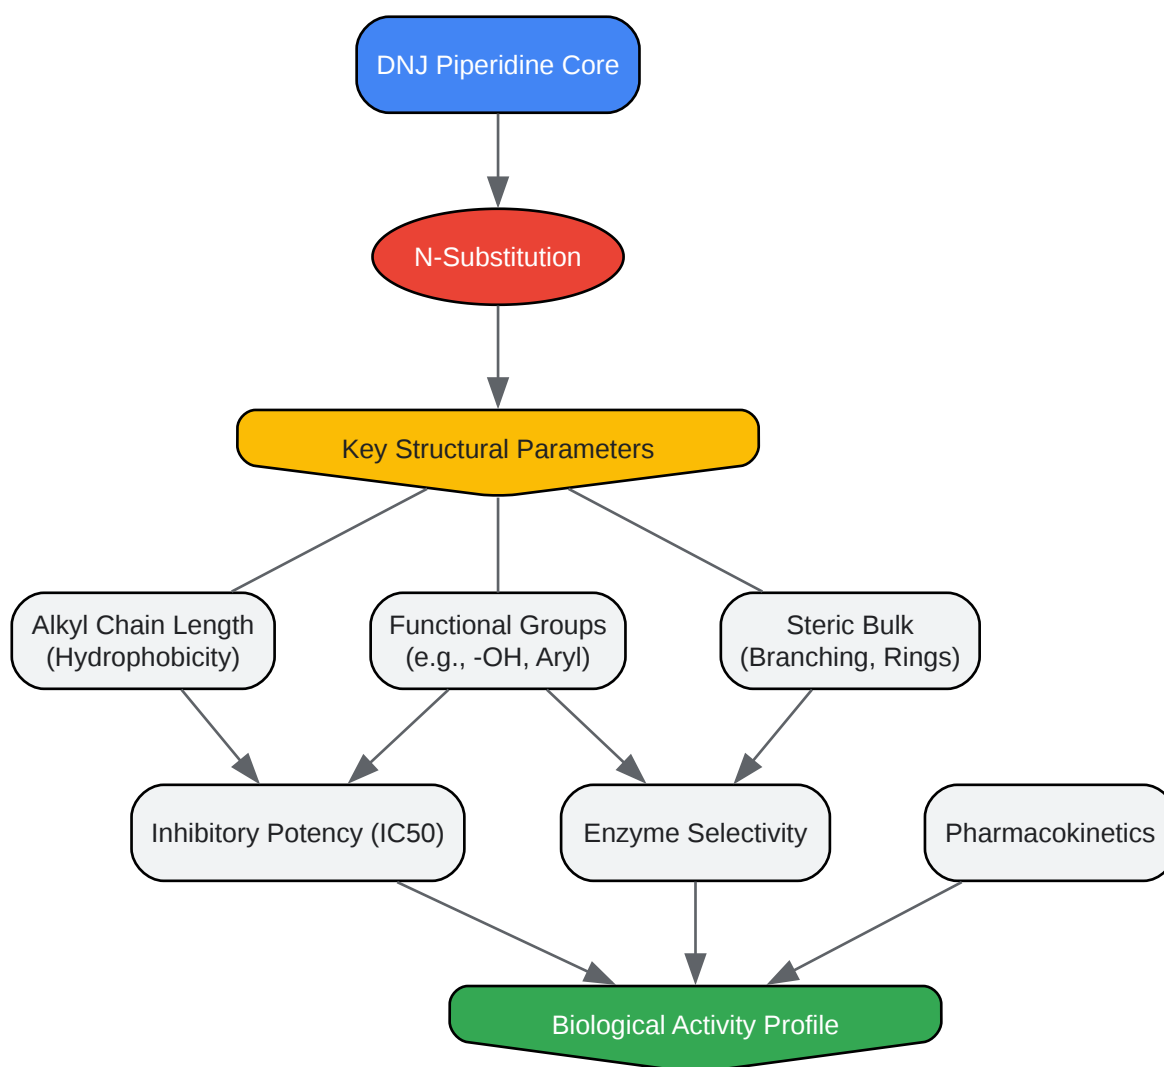 DNJ Piperidine Core
N-Substitution
Key Structural Parameters
Alkyl Chain Length
(Hydrophobicity)
Functional Groups
(e.g., -OH, Aryl)
Steric Bulk
(Branching, Rings)
Inhibitory Potency (IC50)
Enzyme Selectivity
Pharmacokinetics
Biological Activity Profile